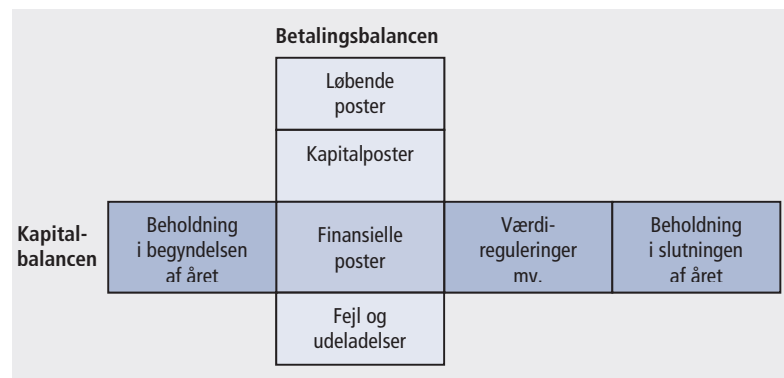 Betalingsbalancen
Løbende
poster
Kapitalposter
Kapital-
balancen
Beholdning
i begyndelsen
af året
Finansielle
poster
Værdi-
reguleringer
mv.
Beholdning
i slutningen
af året
Fejl og
udeladelser